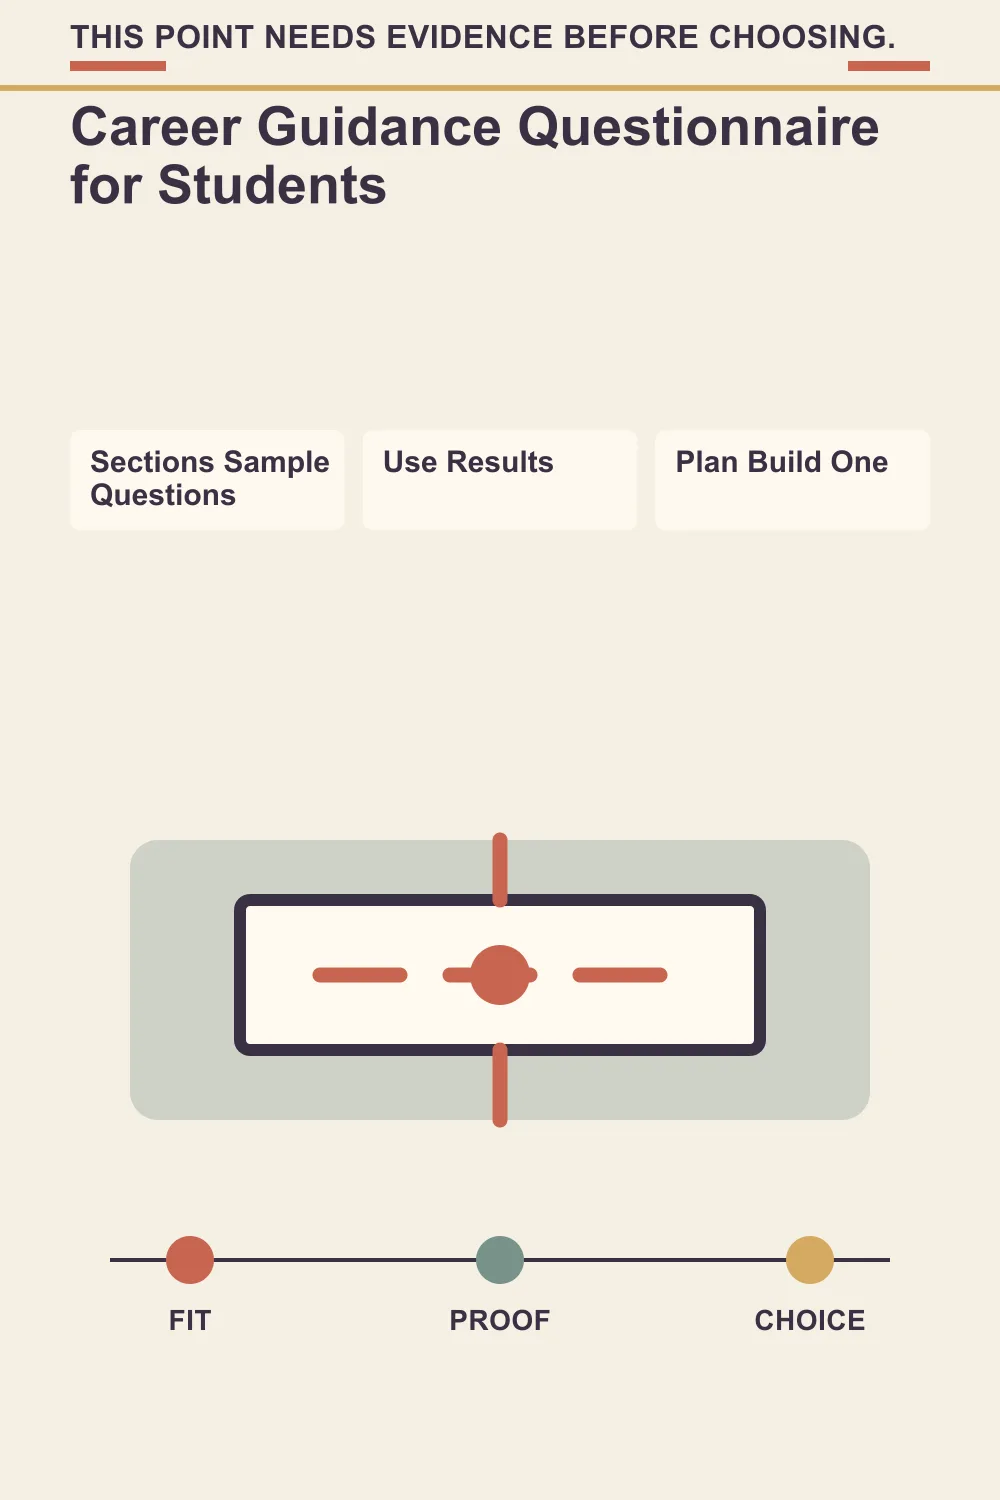 THIS POINT NEEDS EVIDENCE BEFORE CHOOSING.
Career Guidance Questionnaire
for Students
Sections Sample
Questions
Use Results
Plan Build One
FIT
PROOF
CHOICE